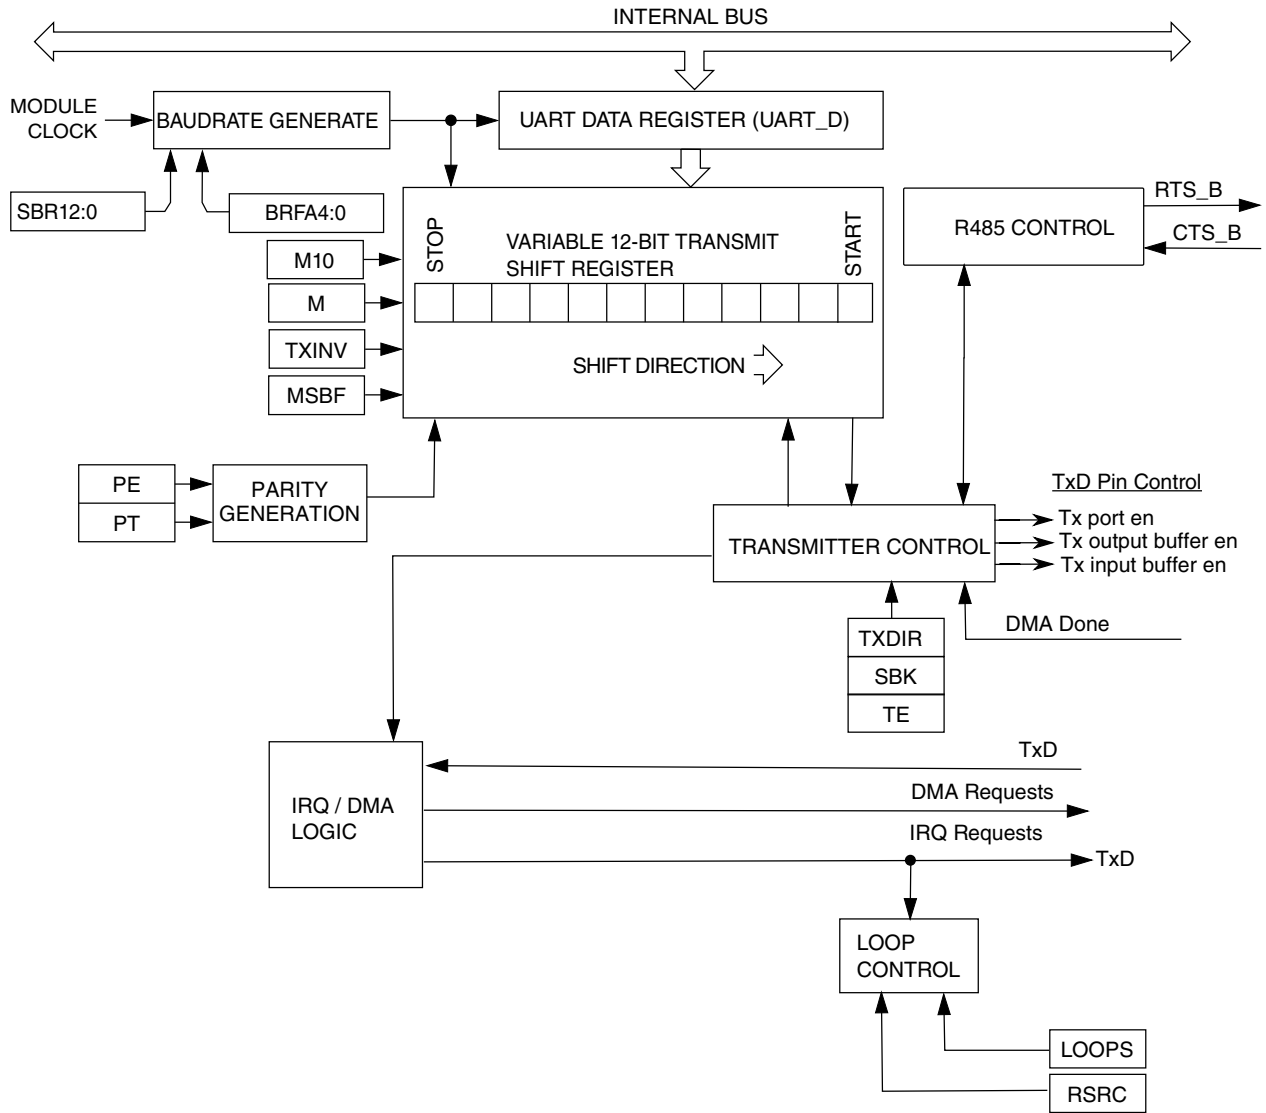 INTERNAL BUS
MODULE
CLOCK
BAUDRATE GENERATE
UART DATA REGISTER (UART_D)
SBR12:0
BRFA4:0
R485 CONTROL
RTS_B
CTS_B
M10
M
TXINV
MSBF
STOP
VARIABLE 12-BIT TRANSMIT
SHIFT REGISTER
START
SHIFT DIRECTION
PE
PT
PARITY
GENERATION
TRANSMITTER CONTROL
TxD Pin Control
Tx port en
Tx output buffer en
Tx input buffer en
DMA Done
TXDIR
SBK
TE
IRQ / DMA
LOGIC
TxD
DMA Requests
IRQ Requests
TxD
LOOP
CONTROL
LOOPS
RSRC